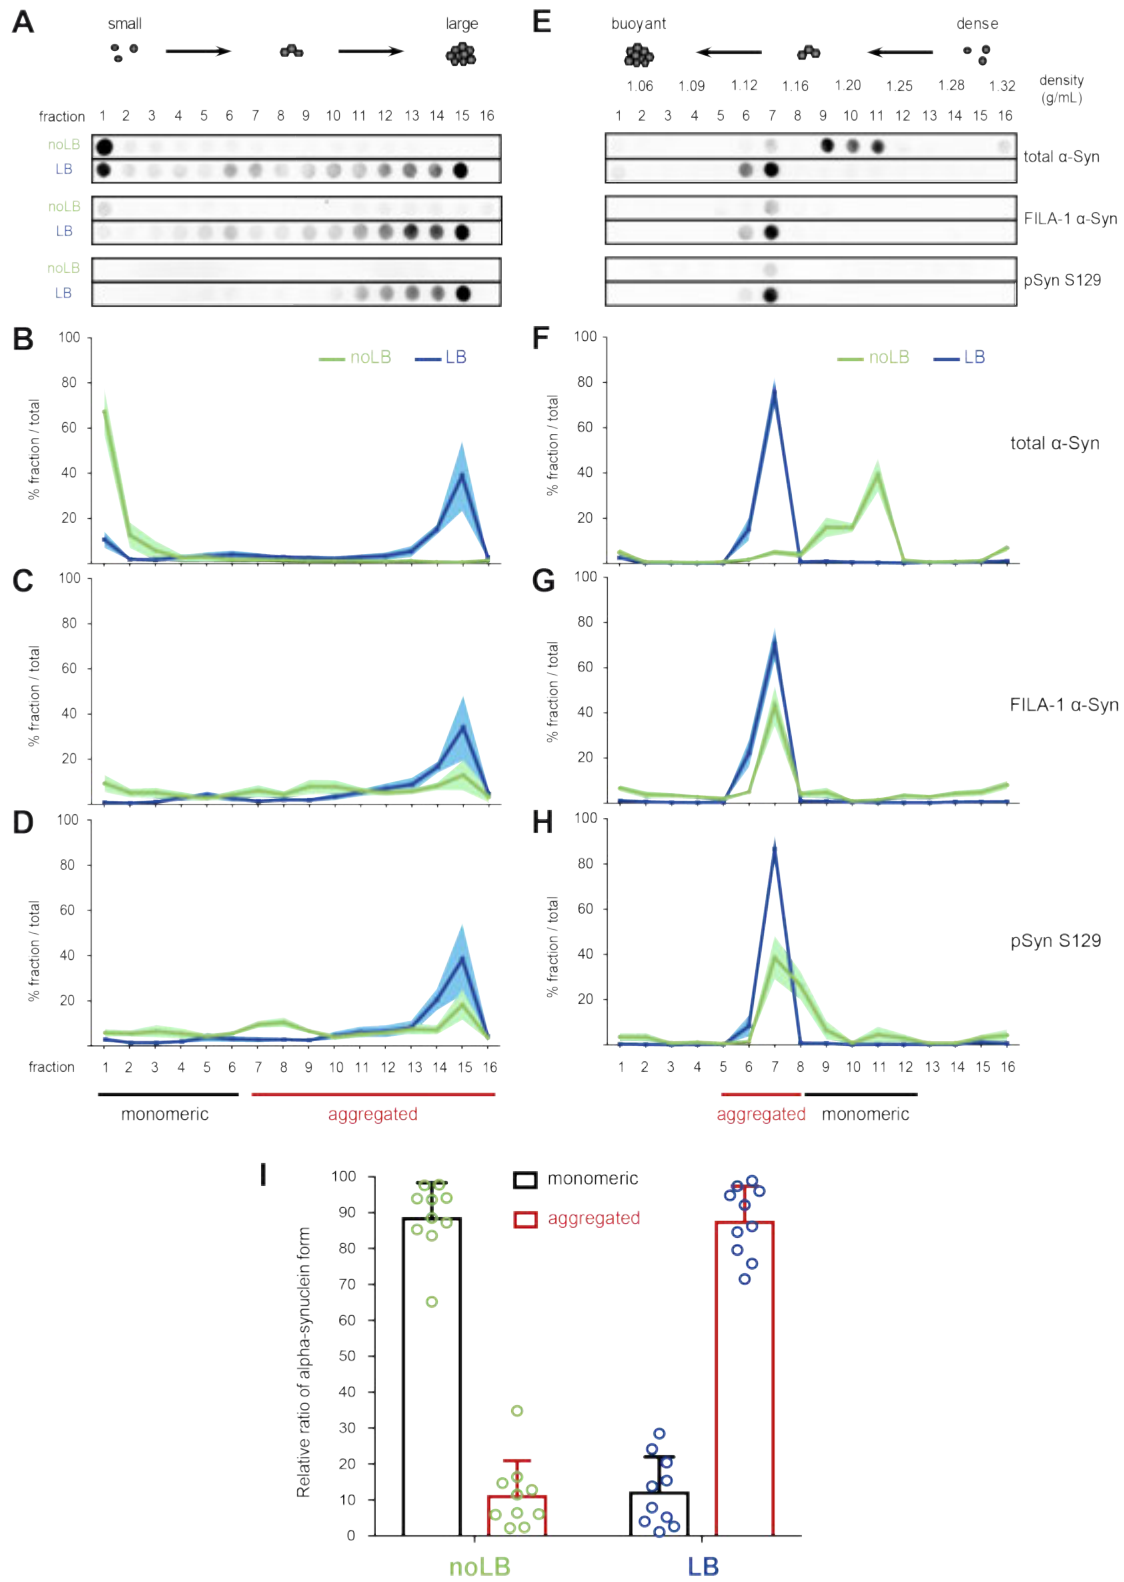 A
small
large
fraction 1 2 3 4 5 6 7 8 9 10 11 12 13 14 15 16
noLB
LB
noLB
LB
noLB
LB
E
buoyant
dense
1.06 1.09 1.12 1.16 1.20 1.25 1.28 1.32
density
(g/mL)
1 2 3 4 5 6 7 8 9 10 11 12 13 14 15 16
total α-Syn
FILA-1 α-Syn
pSyn S129
B
% fraction / total
100
80
60
40
20
noLB LB
F
% fraction / total
100
80
60
40
20
noLB LB
total α-Syn
C
% fraction / total
100
80
60
40
20
G
% fraction / total
100
80
60
40
20
FILA-1 α-Syn
D
% fraction / total
100
80
60
40
20
fraction 1 2 3 4 5 6 7 8 9 10 11 12 13 14 15 16
monomeric aggregated
H
% fraction / total
100
80
60
40
20
pSyn S129
1 2 3 4 5 6 7 8 9 10 11 12 13 14 15 16
aggregated monomeric
I
Relative ratio of alpha-synuclein form
100
90
80
70
60
50
40
30
20
10
0
monomeric
aggregated
noLB LB